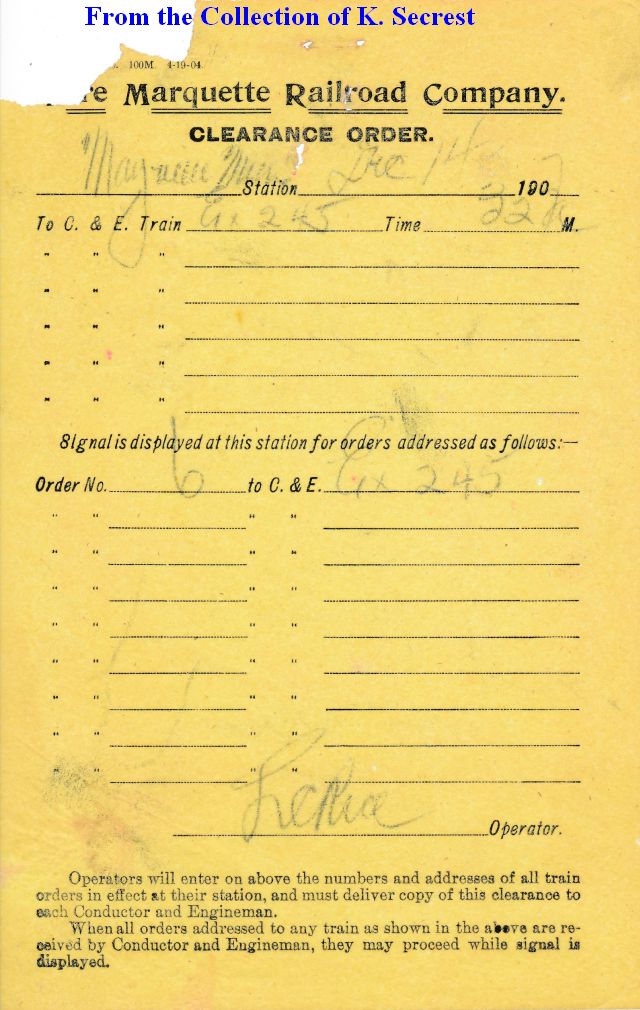 From the Collection of K. Secrest
100M. 4-19-04.
re Marquette Railroad Company.
CLEARANCE ORDER.
Station Dec 14 190
To C. & E. Train Ex 245 Time M.
" " "
" " "
" " "
" " "
" " "
Signal is displayed at this station for orders addressed as follows:—
Order No. 6 to C. & E. Ex 245
" " " "
" " " "
" " " "
" " " "
" " " "
" " " "
" " " "
" " " "
Operator.
Operators will enter on above the numbers and addresses of all train
orders in effect at their station, and must deliver copy of this clearance to
each Conductor and Engineman.
When all orders addressed to any train as shown in the above are re-
ceived by Conductor and Engineman, they may proceed while signal is
displayed.